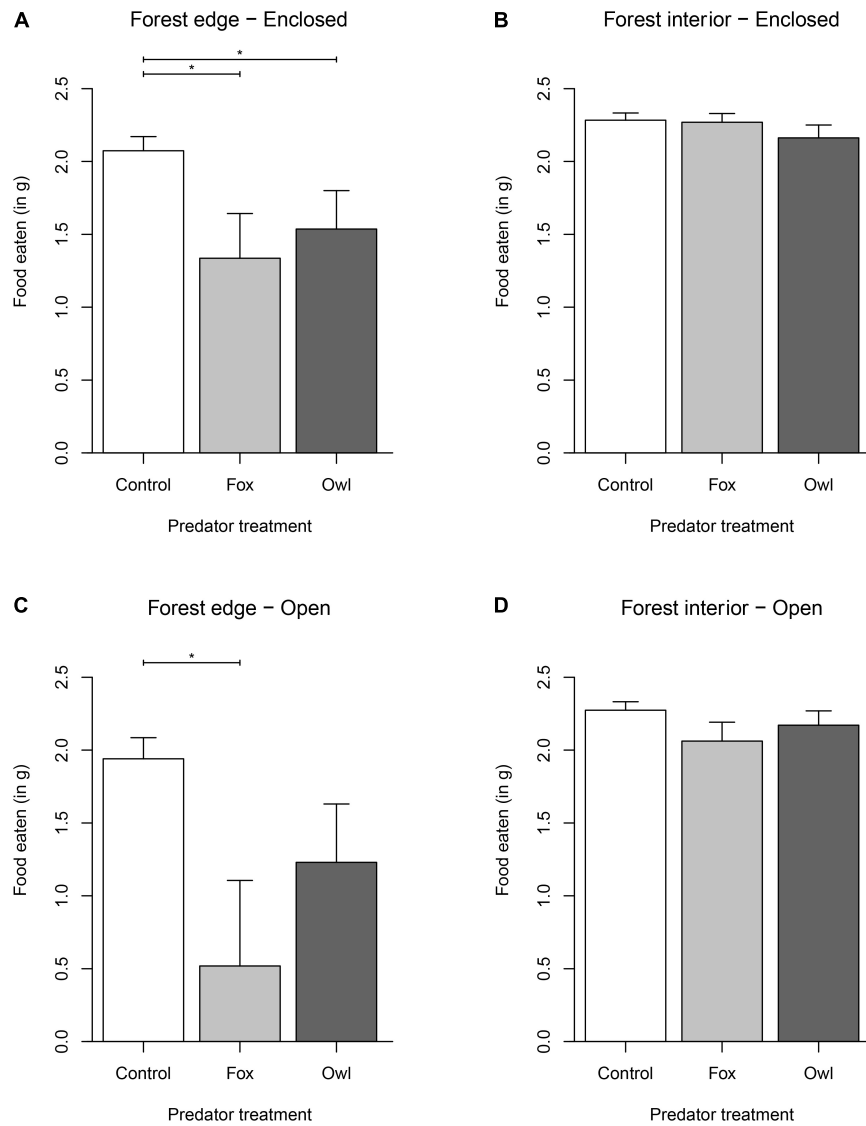 A
Forest edge − Enclosed
*
*
Food eaten (in g)
2.5
2.0
1.5
1.0
0.5
0.0
Control Fox Owl
Predator treatment
B
Forest interior − Enclosed
Food eaten (in g)
2.5
2.0
1.5
1.0
0.5
0.0
Control Fox Owl
Predator treatment
C
Forest edge − Open
*
Food eaten (in g)
2.5
2.0
1.5
1.0
0.5
0.0
Control Fox Owl
Predator treatment
D
Forest interior − Open
Food eaten (in g)
2.5
2.0
1.5
1.0
0.5
0.0
Control Fox Owl
Predator treatment